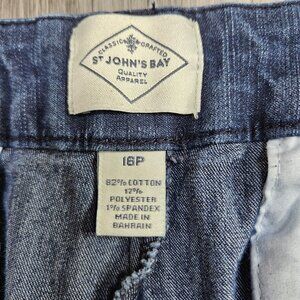 CLASSIC CRAFTED
ST JOHN'S BAY
QUALITY
APPAREL
16P
82% COTTON
17%
POLYESTER
1% SPANDEX
MADE IN
BAHRAIN